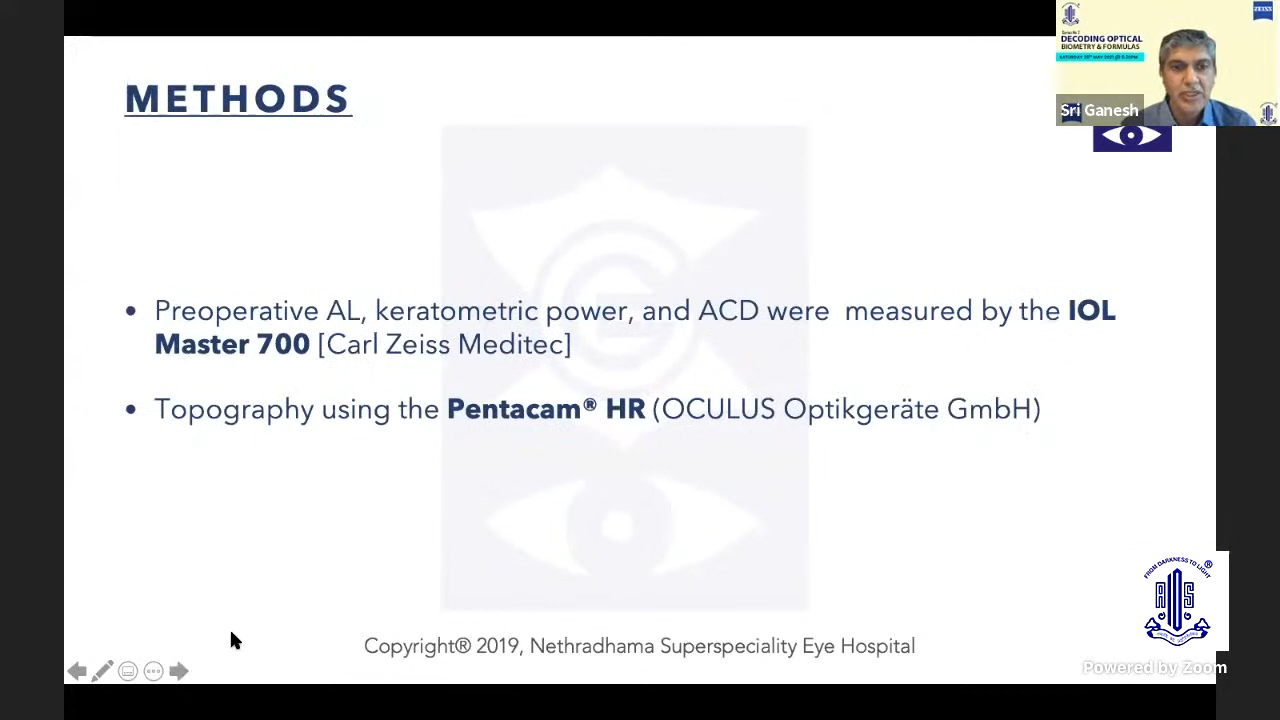 METHODS
• Preoperative AL, keratometric power, and ACD were measured by the IOL
Master 700 [Carl Zeiss Meditec]
• Topography using the Pentacam® HR (OCULUS Optikgeräte GmbH)
Copyright® 2019, Nethradhama Superspeciality Eye Hospital
DECODING OPTICAL
BIOMETRY & FORMULAS
ZEISS
Sri Ganesh
FROM DARKNESS TO LIGHT
®
Powered by Zoom